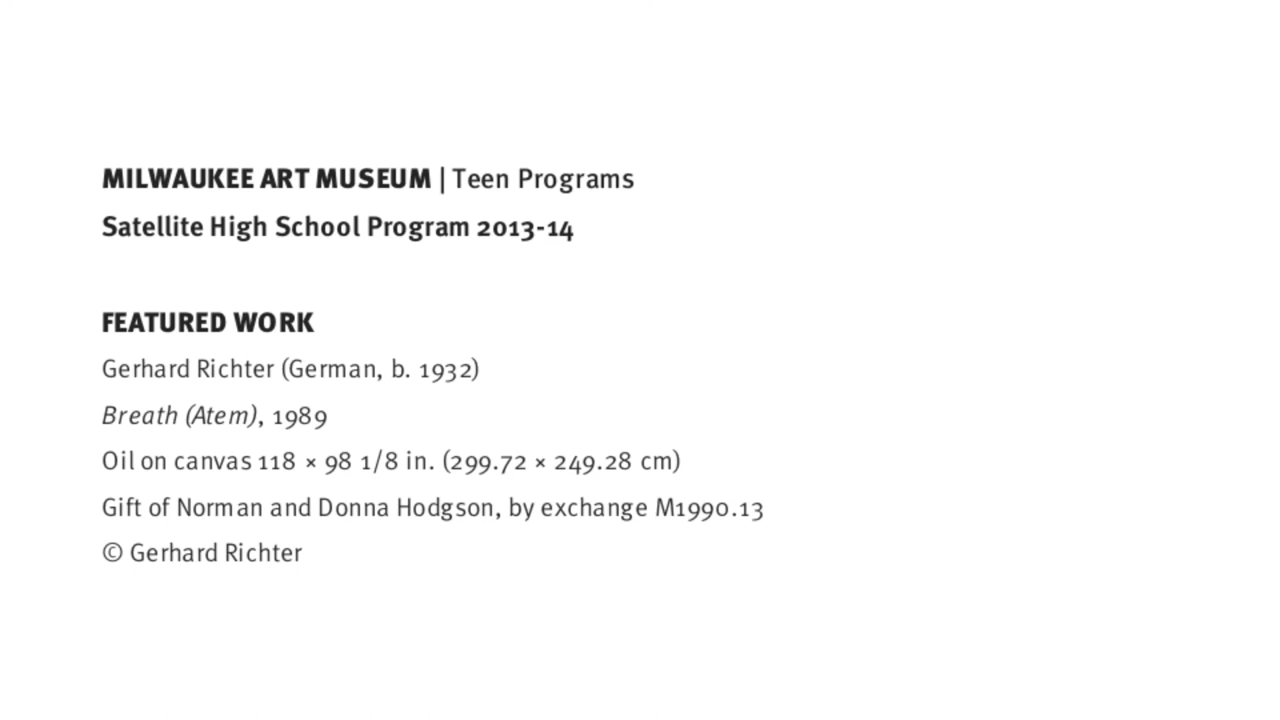 MILWAUKEE ART MUSEUM | Teen Programs
Satellite High School Program 2013-14
FEATURED WORK
Gerhard Richter (German, b. 1932)
Breath (Atem), 1989
Oil on canvas 118 × 98 1/8 in. (299.72 × 249.28 cm)
Gift of Norman and Donna Hodgson, by exchange M1990.13
© Gerhard Richter